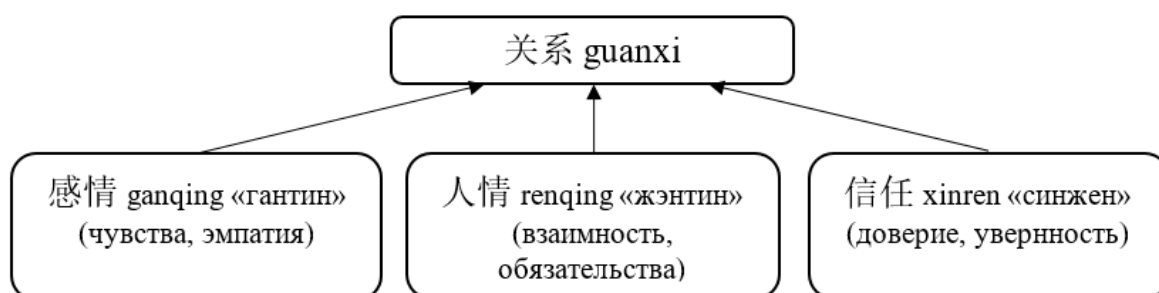 关系 guanxi
感情 ganqing «гантин»
(чувства, эмпатия)
人情 renqing «жэнтин»
(взаимность,
обязательства)
信任 xinren «синжен»
(доверие, увернность)